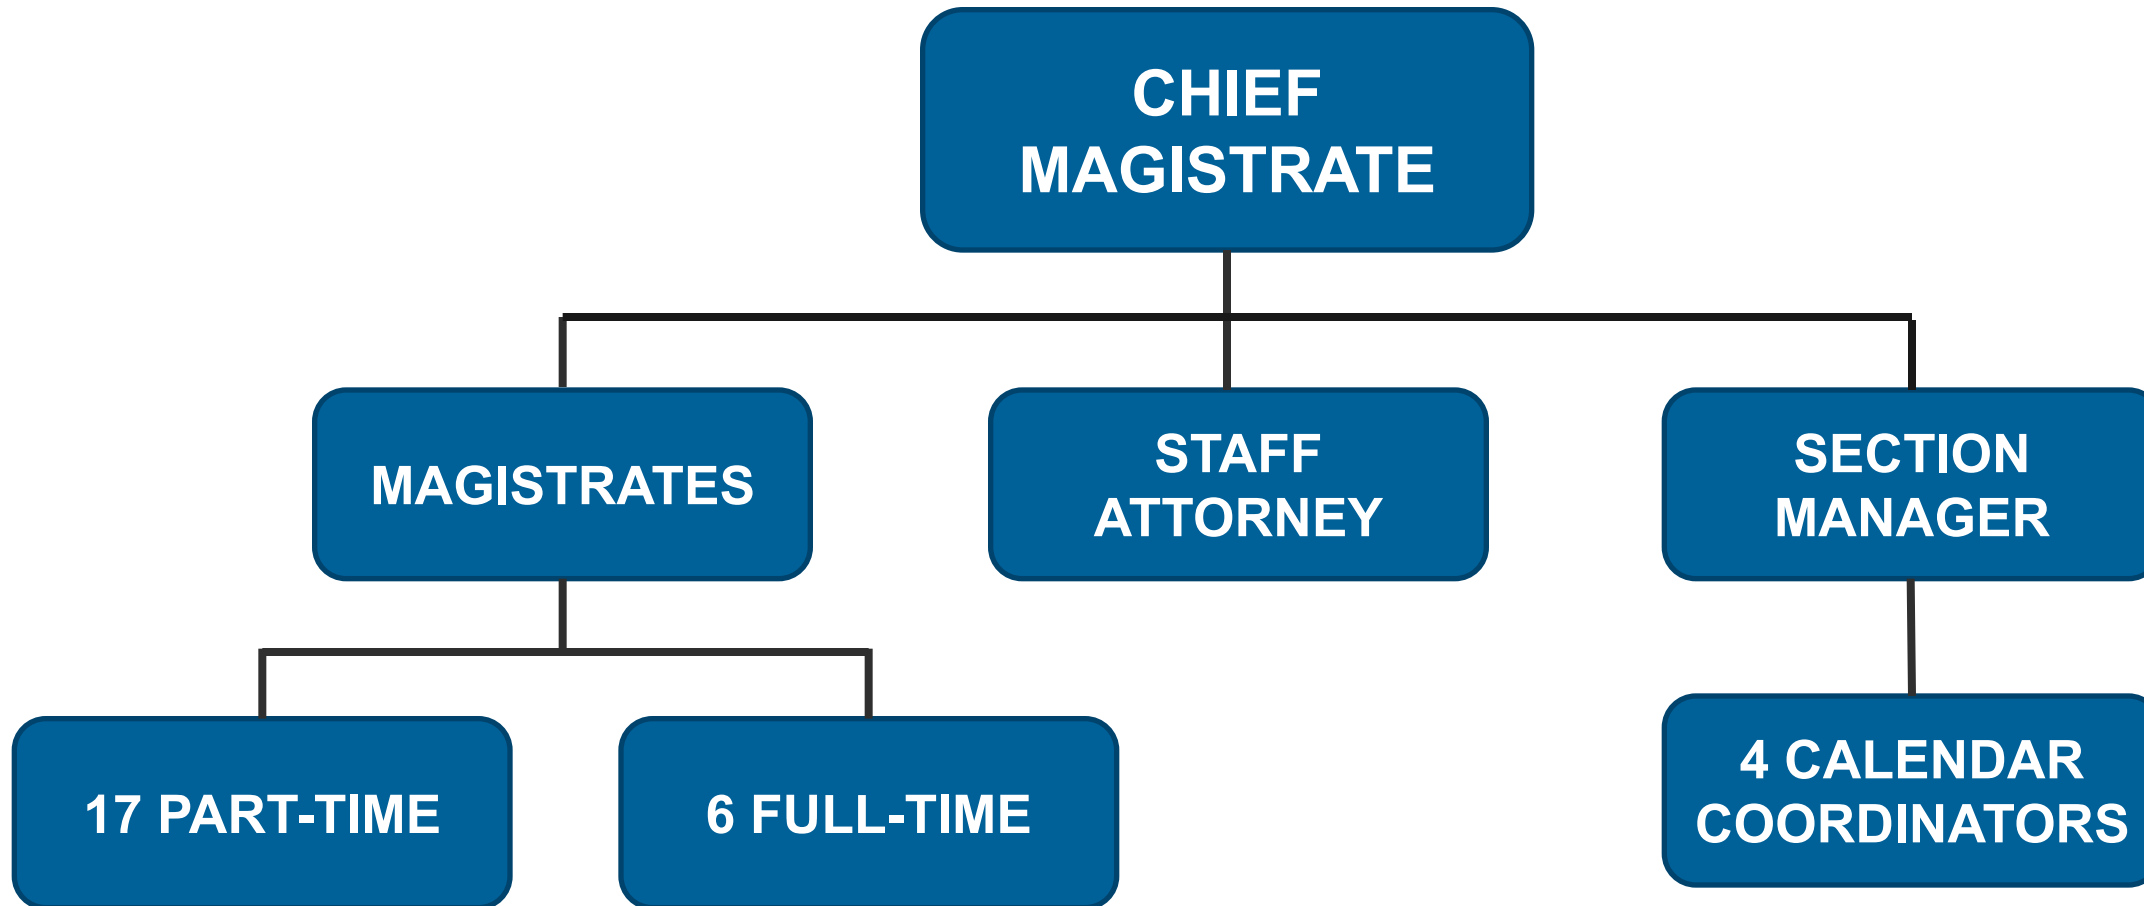 CHIEF
MAGISTRATE
MAGISTRATES
STAFF
ATTORNEY
SECTION
MANAGER
17 PART-TIME
6 FULL-TIME
4 CALENDAR
COORDINATORS